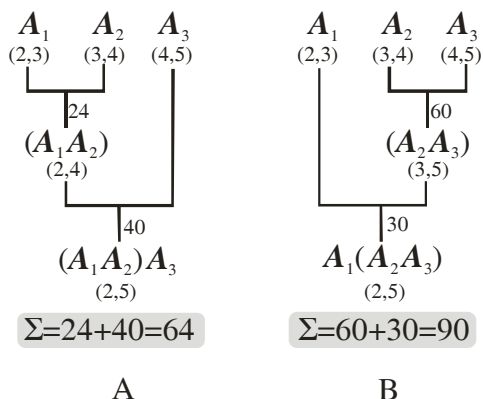 A₁ A₂ A₃
(2,3) (3,4) (4,5)
24
(A₁A₂)
(2,4)
40
(A₁A₂)A₃
(2,5)
Σ=24+40=64
A
A₁ A₂ A₃
(2,3) (3,4) (4,5)
60
(A₂A₃)
(3,5)
30
A₁(A₂A₃)
(2,5)
Σ=60+30=90
B